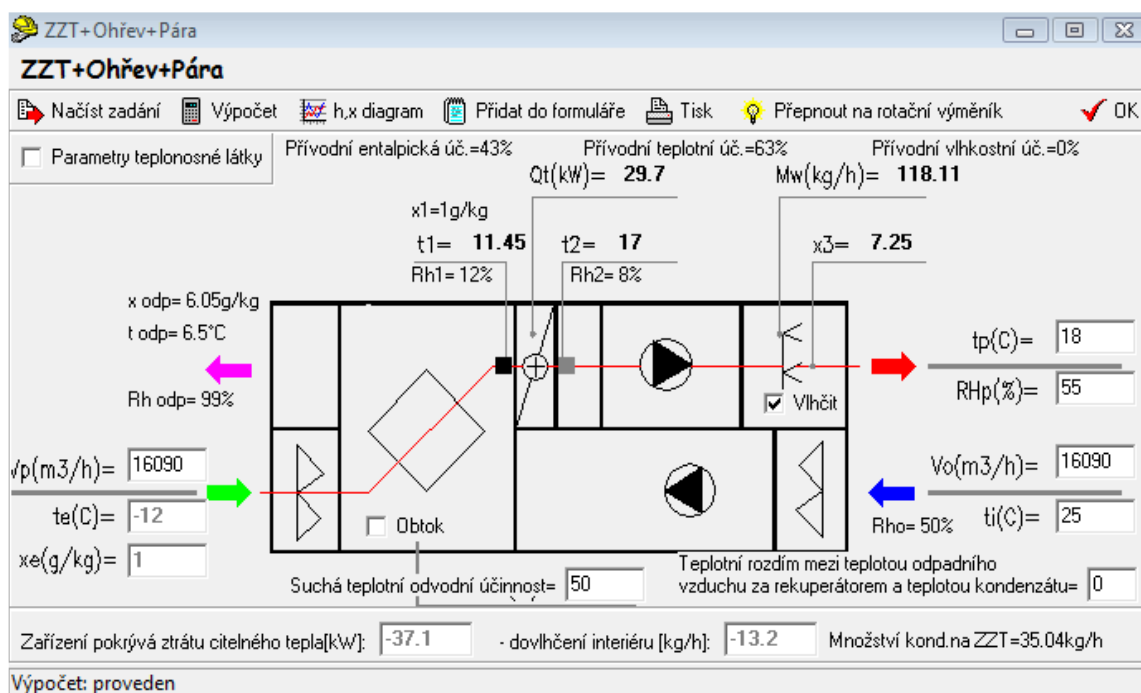 ZZT+Ohřev+Pára
ZZT+Ohřev+Pára
Načíst zadání Výpočet h,x diagram Přidat do formuláře Tisk Přepnout na rotační výměník OK
Parametry teplonosné látky
Přívodní entalpická úč.=43% Přívodní teplotní úč.=63% Přívodní vlhkostní úč.=0%
Qt(kW)= 29.7 Mw(kg/h)= 118.11
x1=1g/kg
t1= 11.45 t2= 17 x3= 7.25
Rh1= 12% Rh2= 8%
x odp= 6.05g/kg
t odp= 6.5°C
Rh odp= 99%
tp(C)= 18
RHp(%)= 55
Vlhčit
Vp(m3/h)= 16090
te(C)= -12
xe(g/kg)= 1
Vo(m3/h)= 16090
Rho= 50% ti(C)= 25
Obtok
Suchá teplotní odvodní účinnost= 50
Teplotní rozdím mezi teplotou odpadního
vzduchu za rekuperátorem a teplotou kondenzátu= 0
Zařízení pokrývá ztrátu citelného tepla[kW]: -37.1 - dovlhčení interiéru [kg/h]: -13.2 Množství kond.na ZZT=35.04kg/h
Výpočet: proveden